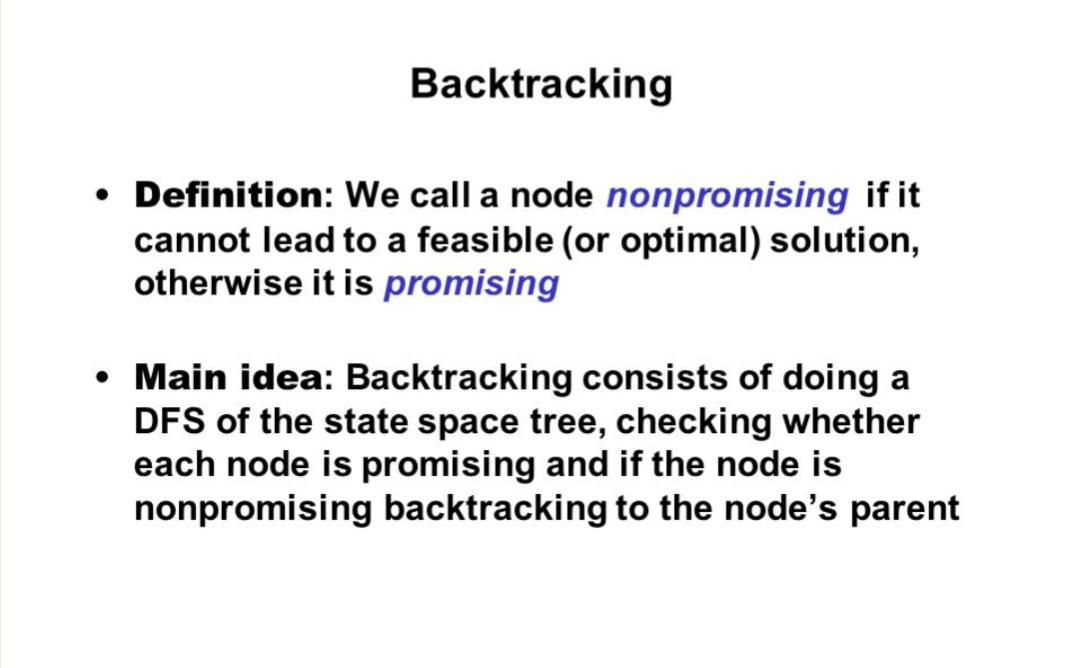 Backtracking
• Definition: We call a node nonpromising if it
cannot lead to a feasible (or optimal) solution,
otherwise it is promising
• Main idea: Backtracking consists of doing a
DFS of the state space tree, checking whether
each node is promising and if the node is
nonpromising backtracking to the node’s parent